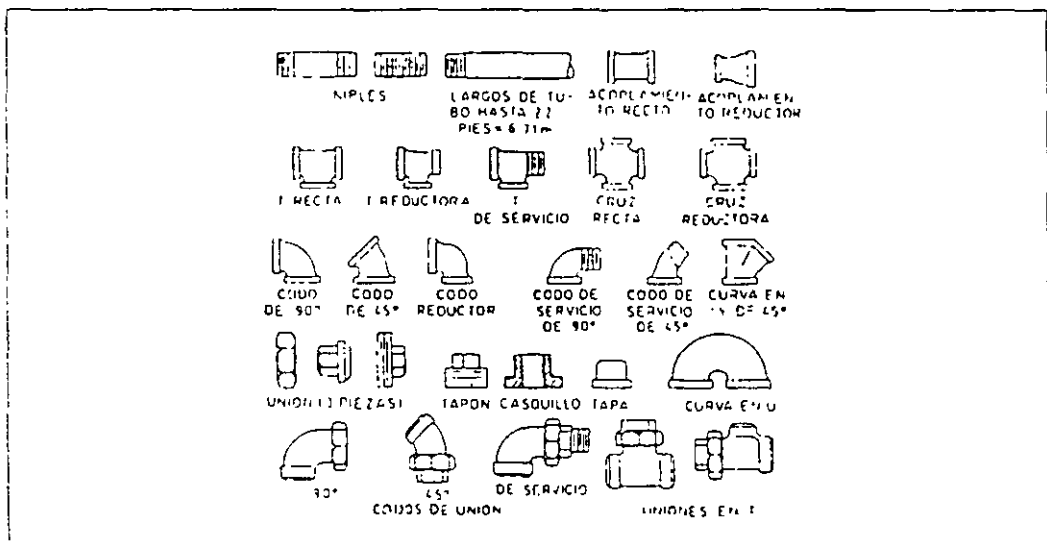 NIPLES
LARGOS DE TU-
BO HASTA 22
PIES = 6.71m
ACOPLAMIEN-
TO RECTO
ACOPLAMIEN
TO REDUCTOR
T RECTA
T REDUCTORA
T
DE SERVICIO
CRUZ
RECTA
CRUZ
REDUCTORA
CODO
DE 90°
CODO
DE 45°
CODO
REDUCTOR
CODO DE
SERVICIO
DE 90°
CODO DE
SERVICIO
DE 45°
CURVA EN
"Y" DE 45°
UNION (3 PIEZAS)
TAPON
CASQUILLO
TAPA
CURVA EN U
90°
45°
CODOS DE UNION
DE SERVICIO
UNIONES EN T